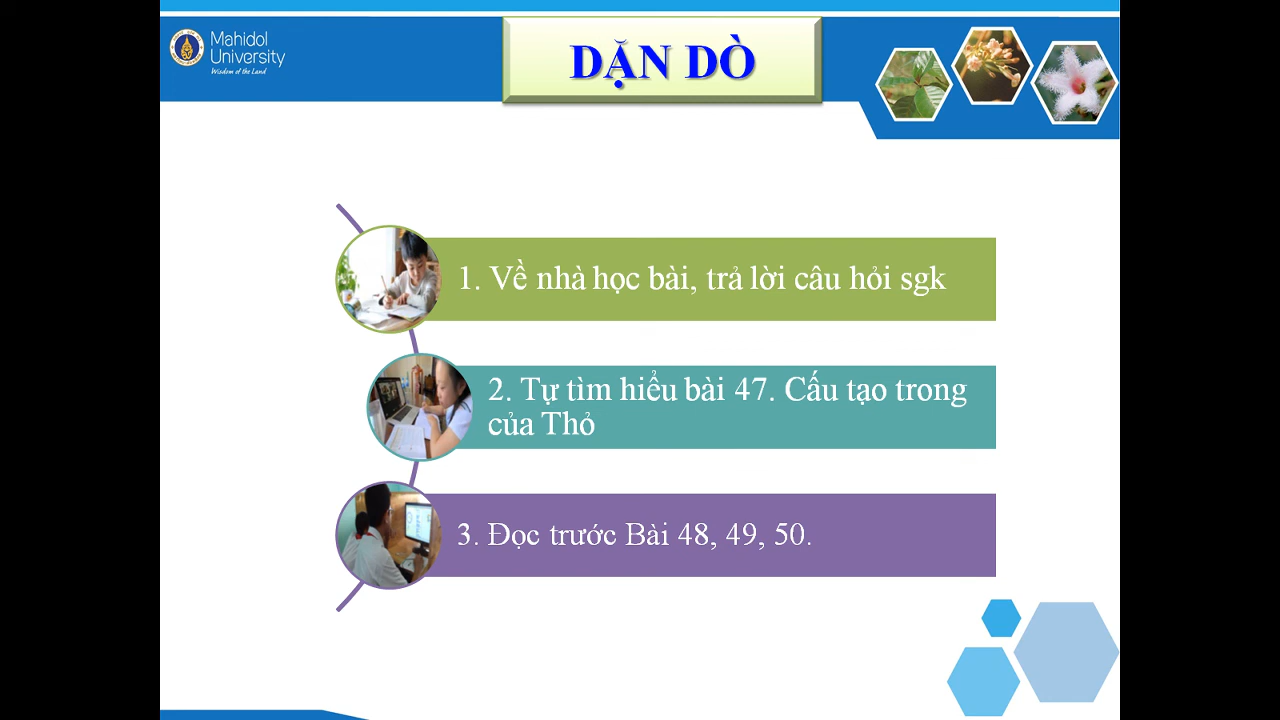 Mahidol
University
Wisdom of the Land
DẶN DÒ
1. Về nhà học bài, trả lời câu hỏi sgk
2. Tự tìm hiểu bài 47. Cấu tạo trong
của Thỏ
3. Đọc trước Bài 48, 49, 50.